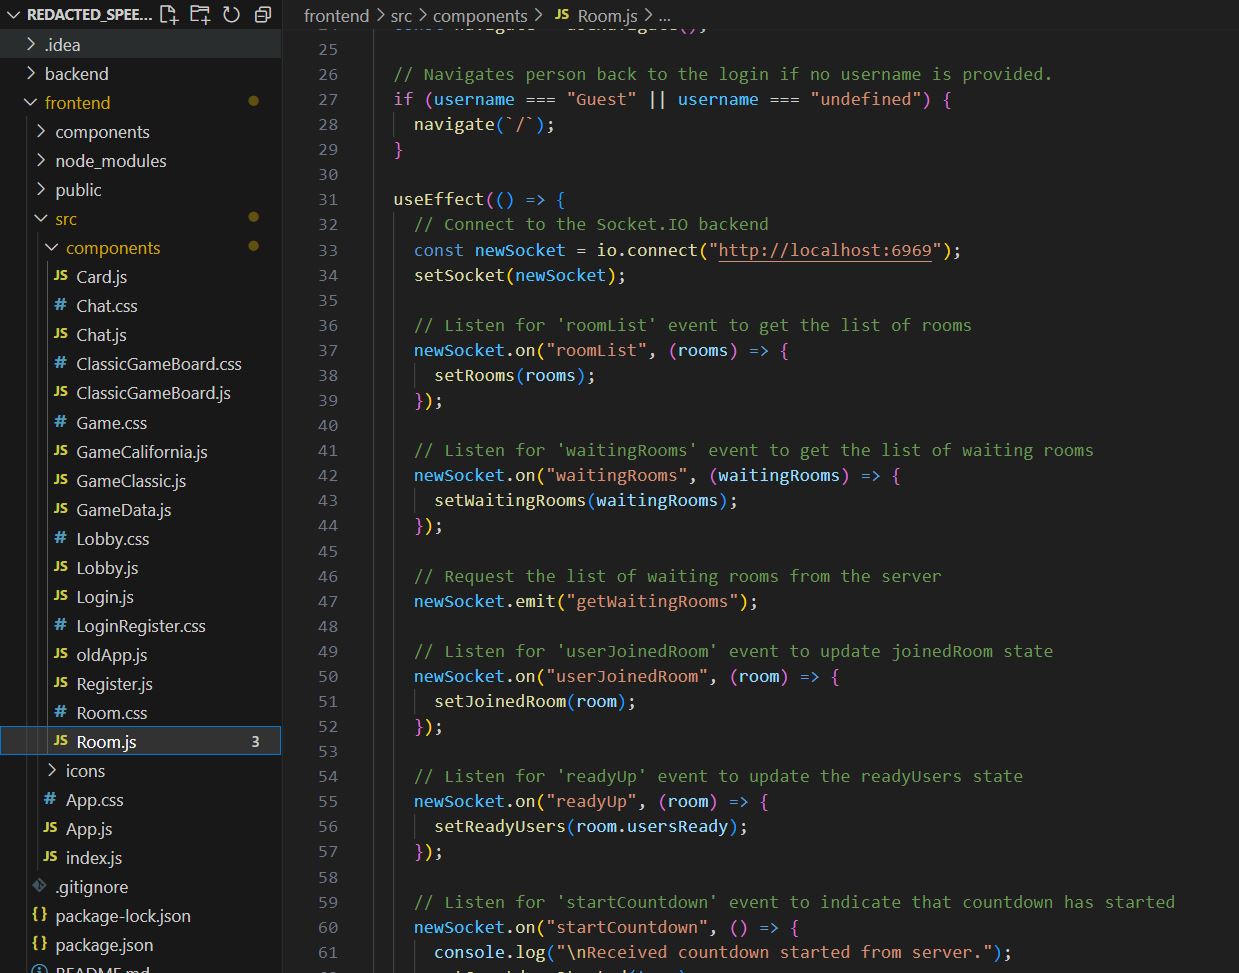 REDACTED_SPEE...
.idea
backend
frontend
components
node_modules
public
src
components
JS Card.js
# Chat.css
JS Chat.js
# ClassicGameBoard.css
JS ClassicGameBoard.js
# Game.css
JS GameCalifornia.js
JS GameClassic.js
JS GameData.js
# Lobby.css
JS Lobby.js
JS Login.js
# LoginRegister.css
JS oldApp.js
JS Register.js
# Room.css
JS Room.js 3
icons
# App.css
JS App.js
JS index.js
.gitignore
{} package-lock.json
{} package.json
README.md
frontend > src > components > JS Room.js > ...
25
26 // Navigates person back to the login if no username is provided.
27 if (username === "Guest" || username === "undefined") {
28 navigate(`/`);
29 }
30
31 useEffect(() => {
32 // Connect to the Socket.IO backend
33 const newSocket = io.connect("http://localhost:6969");
34 setSocket(newSocket);
35
36 // Listen for 'roomList' event to get the list of rooms
37 newSocket.on("roomList", (rooms) => {
38 setRooms(rooms);
39 });
40
41 // Listen for 'waitingRooms' event to get the list of waiting rooms
42 newSocket.on("waitingRooms", (waitingRooms) => {
43 setWaitingRooms(waitingRooms);
44 });
45
46 // Request the list of waiting rooms from the server
47 newSocket.emit("getWaitingRooms");
48
49 // Listen for 'userJoinedRoom' event to update joinedRoom state
50 newSocket.on("userJoinedRoom", (room) => {
51 setJoinedRoom(room);
52 });
53
54 // Listen for 'readyUp' event to update the readyUsers state
55 newSocket.on("readyUp", (room) => {
56 setReadyUsers(room.usersReady);
57 });
58
59 // Listen for 'startCountdown' event to indicate that countdown has started
60 newSocket.on("startCountdown", () => {
61 console.log("\nReceived countdown started from server.");